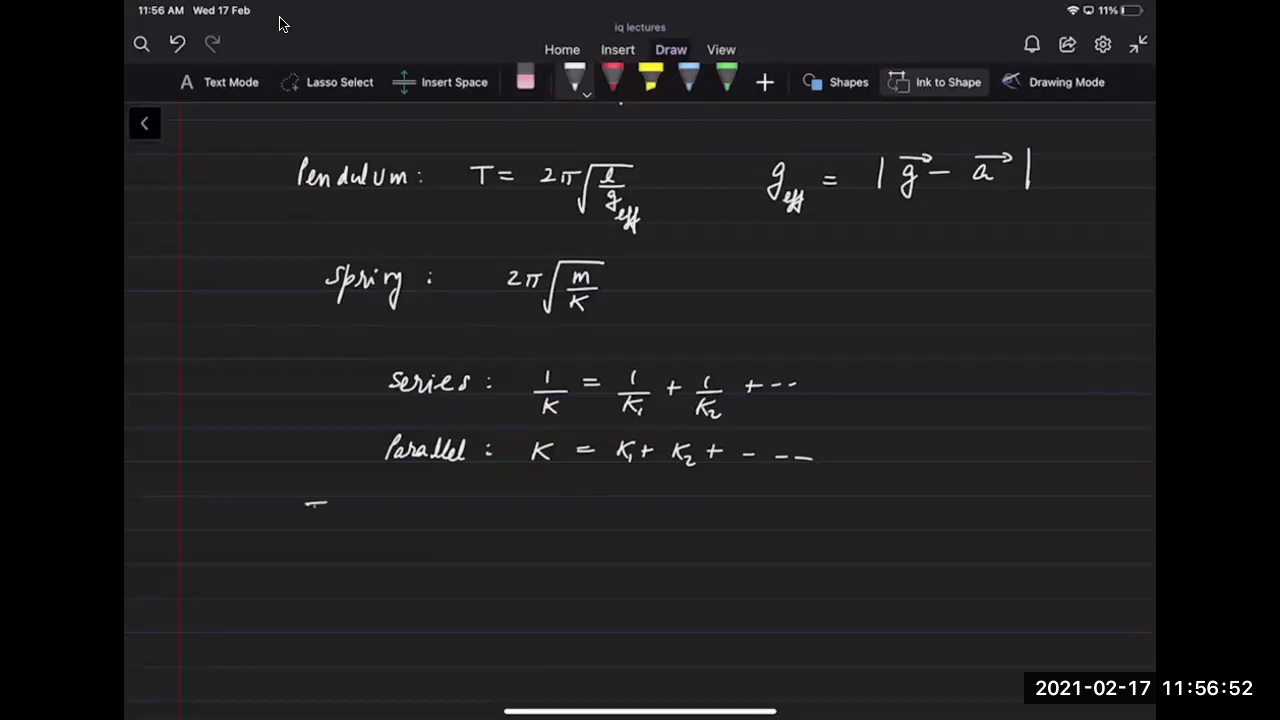 11:56 AM Wed 17 Feb
11%
iq lectures
Home Insert Draw View
A Text Mode Lasso Select Insert Space Shapes Ink to Shape Drawing Mode
Pendulum: T = 2π√(l/g_eff) g_eff = |g⃗ - a⃗|
Spring: 2π√(m/K)
Series: 1/K = 1/K₁ + 1/K₂ + --
Parallel: K = K₁ + K₂ + - --
2021-02-17 11:56:52